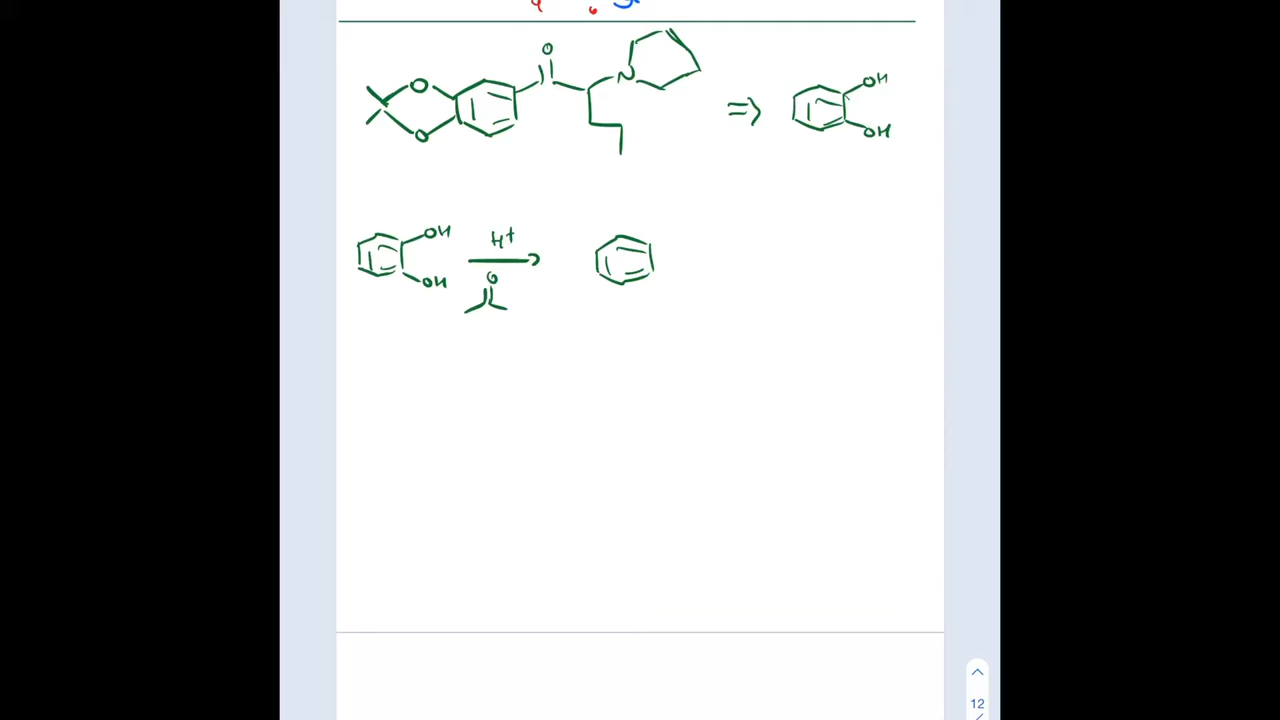 O
O N OH
⇒
O OH
OH H+
OH O
12